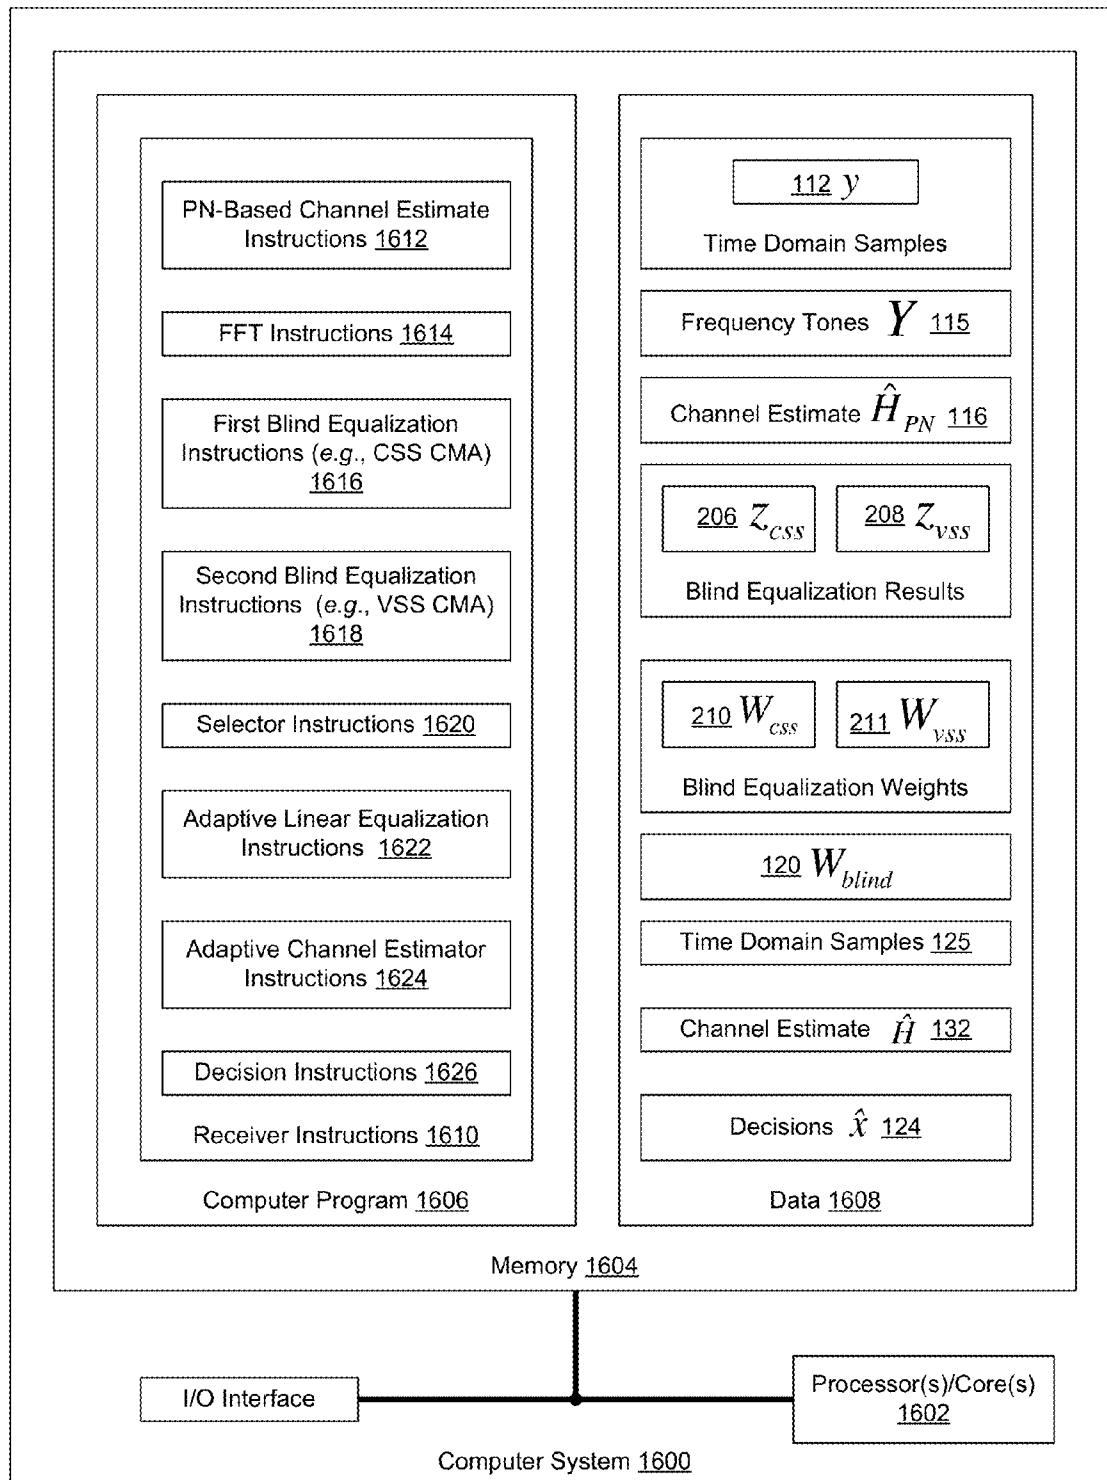 PN-Based Channel Estimate
Instructions 1612
FFT Instructions 1614
First Blind Equalization
Instructions (e.g., CSS CMA)
1616
Second Blind Equalization
Instructions (e.g., VSS CMA)
1618
Selector Instructions 1620
Adaptive Linear Equalization
Instructions 1622
Adaptive Channel Estimator
Instructions 1624
Decision Instructions 1626
Receiver Instructions 1610
Computer Program 1606
112 y
Time Domain Samples
Frequency Tones Y 115
Channel Estimate Ĥ_PN 116
206 z_css
208 z_vss
Blind Equalization Results
210 W_css
211 W_vss
Blind Equalization Weights
120 W_blind
Time Domain Samples 125
Channel Estimate Ĥ 132
Decisions x̂ 124
Data 1608
Memory 1604
I/O Interface
Processor(s)/Core(s)
1602
Computer System 1600